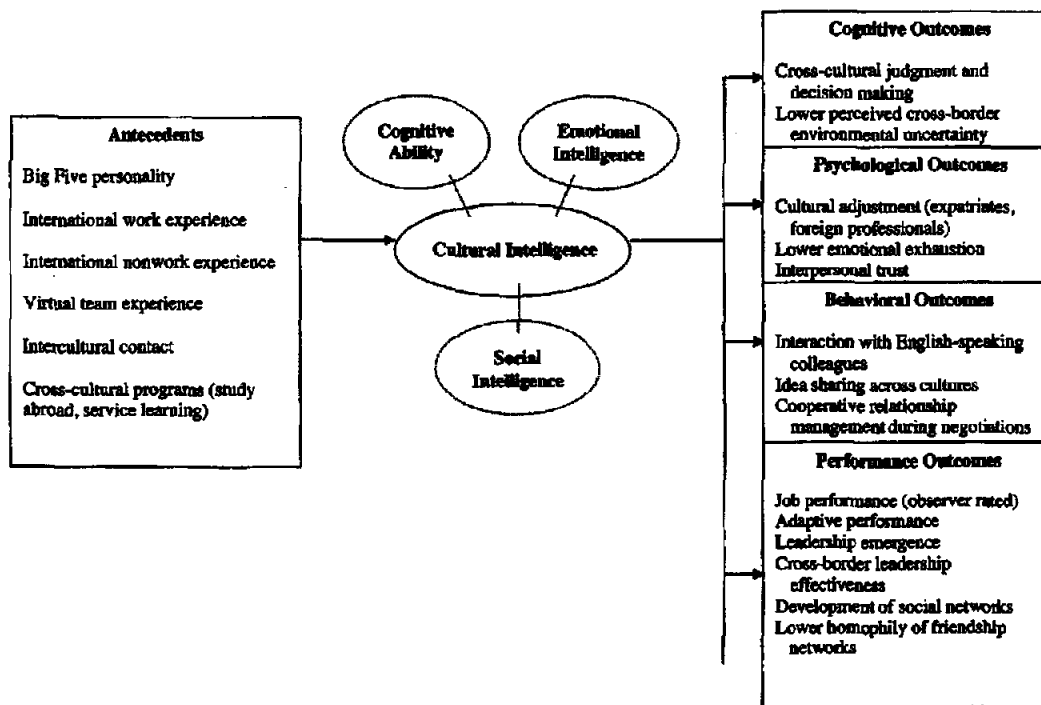 Antecedents
Big Five personality
International work experience
International nonwork experience
Virtual team experience
Intercultural contact
Cross-cultural programs (study
abroad, service learning)
Cognitive
Ability
Emotional
Intelligence
Cultural Intelligence
Social
Intelligence
Cognitive Outcomes
Cross-cultural judgment and
decision making
Lower perceived cross-border
environmental uncertainty
Psychological Outcomes
Cultural adjustment (expatriates,
foreign professionals)
Lower emotional exhaustion
Interpersonal trust
Behavioral Outcomes
Interaction with English-speaking
colleagues
Idea sharing across cultures
Cooperative relationship
management during negotiations
Performance Outcomes
Job performance (observer rated)
Adaptive performance
Leadership emergence
Cross-border leadership
effectiveness
Development of social networks
Lower homophily of friendship
networks